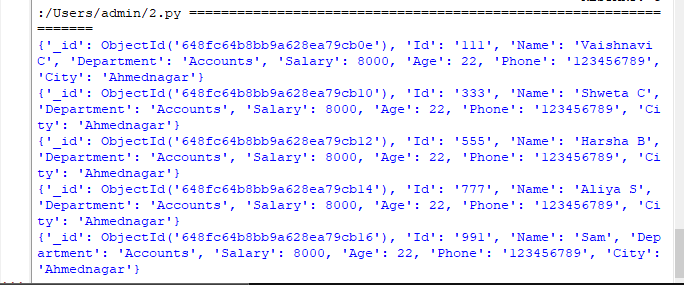 :/Users/admin/2.py =============================================================
=======
{'_id': ObjectId('648fc64b8bb9a628ea79cb0e'), 'Id': '111', 'Name': 'Vaishnavi
C', 'Department': 'Accounts', 'Salary': 8000, 'Age': 22, 'Phone': '123456789',
'City': 'Ahmednagar'}
{'_id': ObjectId('648fc64b8bb9a628ea79cb10'), 'Id': '333', 'Name': 'Shweta C',
'Department': 'Accounts', 'Salary': 8000, 'Age': 22, 'Phone': '123456789', 'Ci
ty': 'Ahmednagar'}
{'_id': ObjectId('648fc64b8bb9a628ea79cb12'), 'Id': '555', 'Name': 'Harsha B',
'Department': 'Accounts', 'Salary': 8000, 'Age': 22, 'Phone': '123456789', 'Ci
ty': 'Ahmednagar'}
{'_id': ObjectId('648fc64b8bb9a628ea79cb14'), 'Id': '777', 'Name': 'Aliya S',
'Department': 'Accounts', 'Salary': 8000, 'Age': 22, 'Phone': '123456789', 'Ci
ty': 'Ahmednagar'}
{'_id': ObjectId('648fc64b8bb9a628ea79cb16'), 'Id': '991', 'Name': 'Sam', 'Dep
artment': 'Accounts', 'Salary': 8000, 'Age': 22, 'Phone': '123456789', 'City':
'Ahmednagar'}